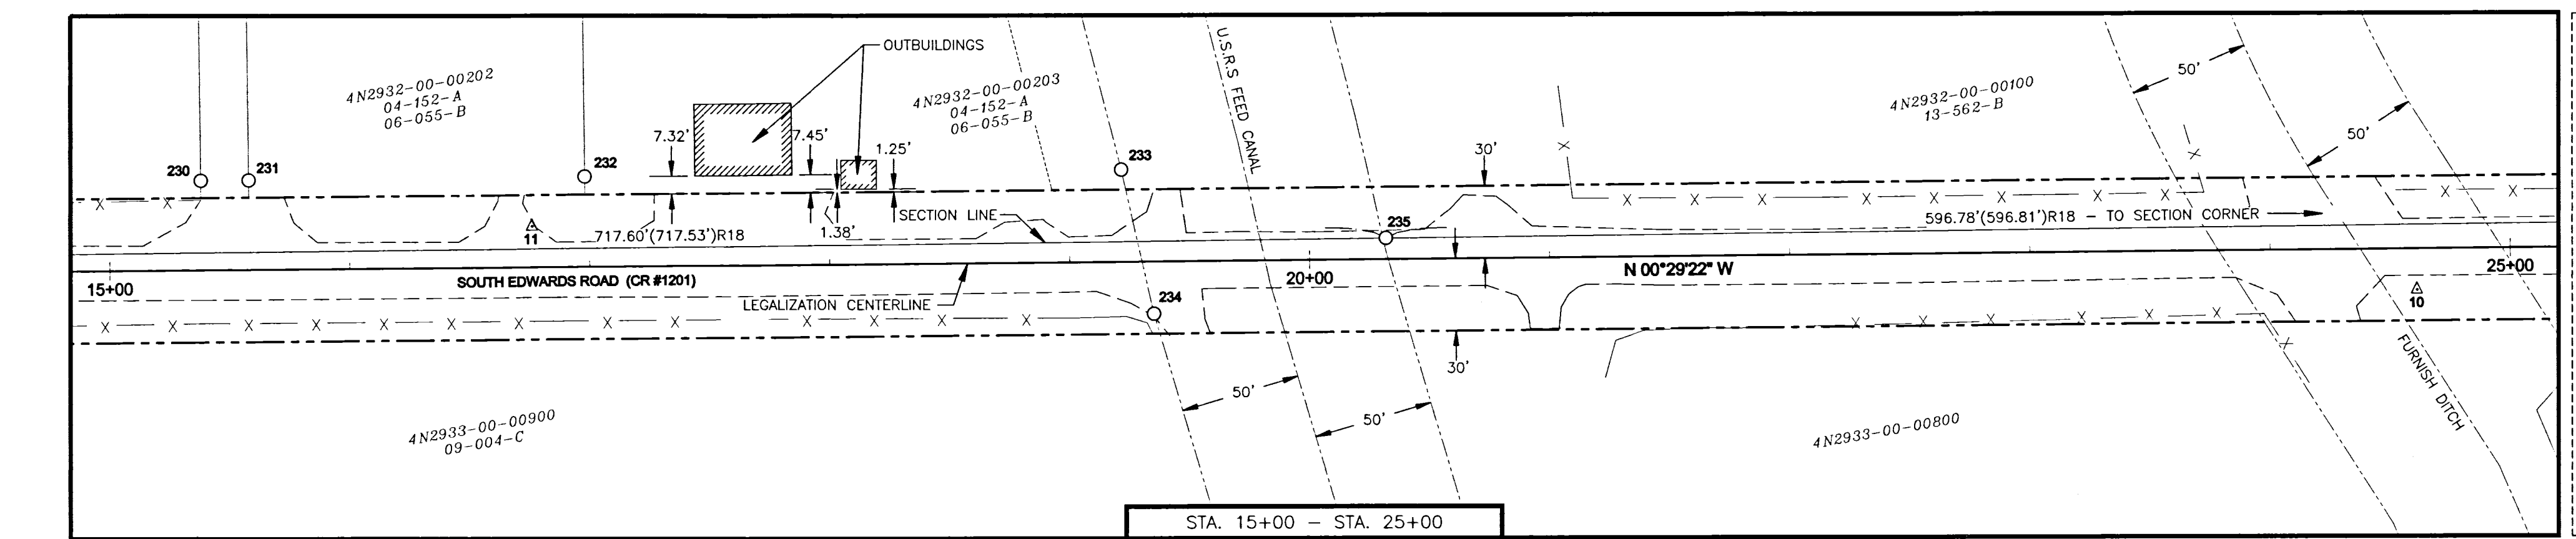 OUTBUILDINGS
4N2932-00-00202
04-152-A
06-055-B
4N2932-00-00203
04-152-A
06-055-B
U.S.R.S FEED CANAL
4N2932-00-00100
13-562-B
50'
50'
7.32'
7.45'
1.25'
30'
230
231
232
233
X
X
X X
X X X X X X X X X
X X
11
717.60'(717.53')R18
1.38'
SECTION LINE
235
596.78'(596.81')R18 – TO SECTION CORNER
15+00
SOUTH EDWARDS ROAD (CR #1201)
20+00
N 00°29'22" W
25+00
LEGALIZATION CENTERLINE
234
10
X X X X X X X X X X X X X
X X X X X X
X
30'
FURNISH DITCH
50'
50'
4N2933-00-00900
09-004-C
4N2933-00-00800
STA. 15+00 – STA. 25+00